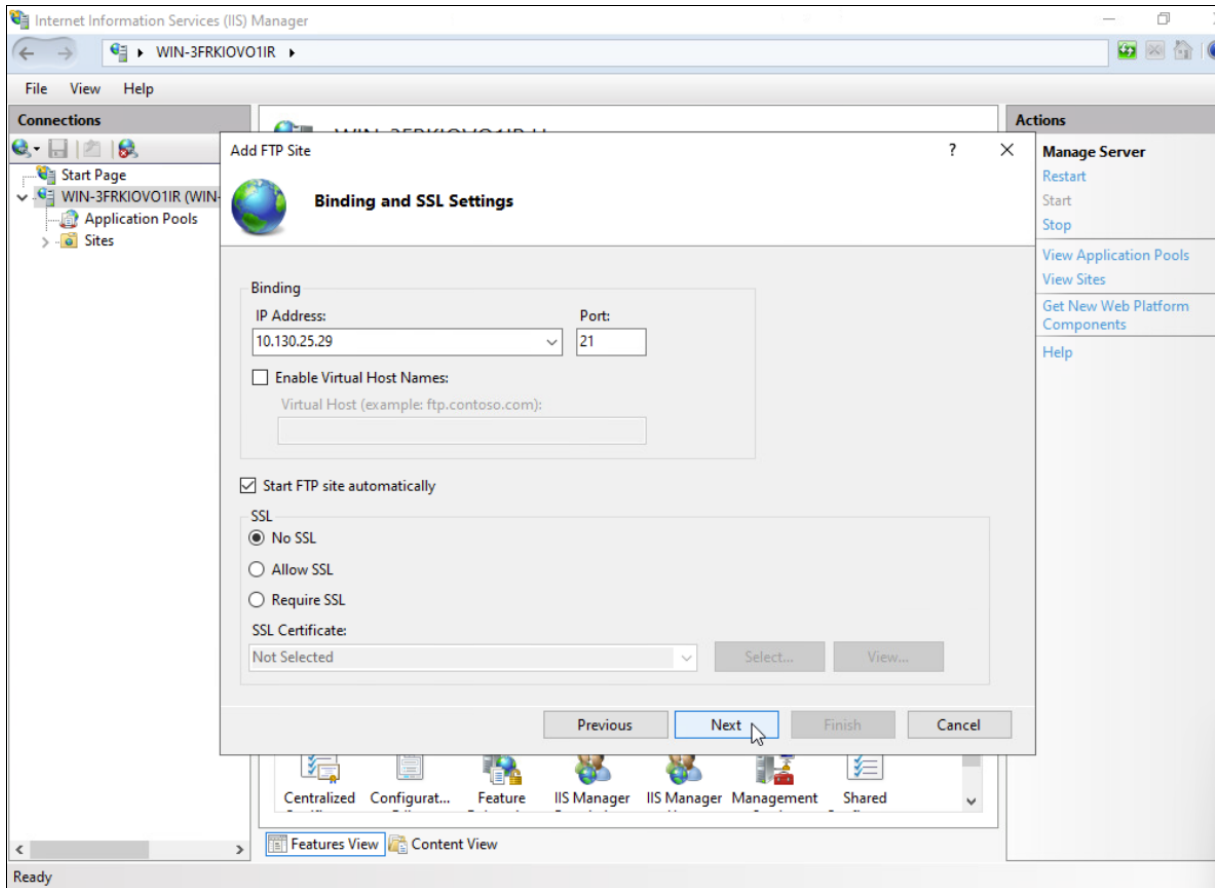 Internet Information Services (IIS) Manager
WIN-3FRKIOVO1IR
File View Help
Connections
Start Page
WIN-3FRKIOVO1IR (WIN-
Application Pools
Sites
Add FTP Site
?
Binding and SSL Settings
Binding
IP Address: Port:
10.130.25.29 21
Enable Virtual Host Names:
Virtual Host (example: ftp.contoso.com):
Start FTP site automatically
SSL
No SSL
Allow SSL
Require SSL
SSL Certificate:
Not Selected Select... View...
Previous Next Finish Cancel
Centralized Configurat... Feature IIS Manager IIS Manager Management Shared
Features View Content View
Actions
Manage Server
Restart
Start
Stop
View Application Pools
View Sites
Get New Web Platform
Components
Help
Ready